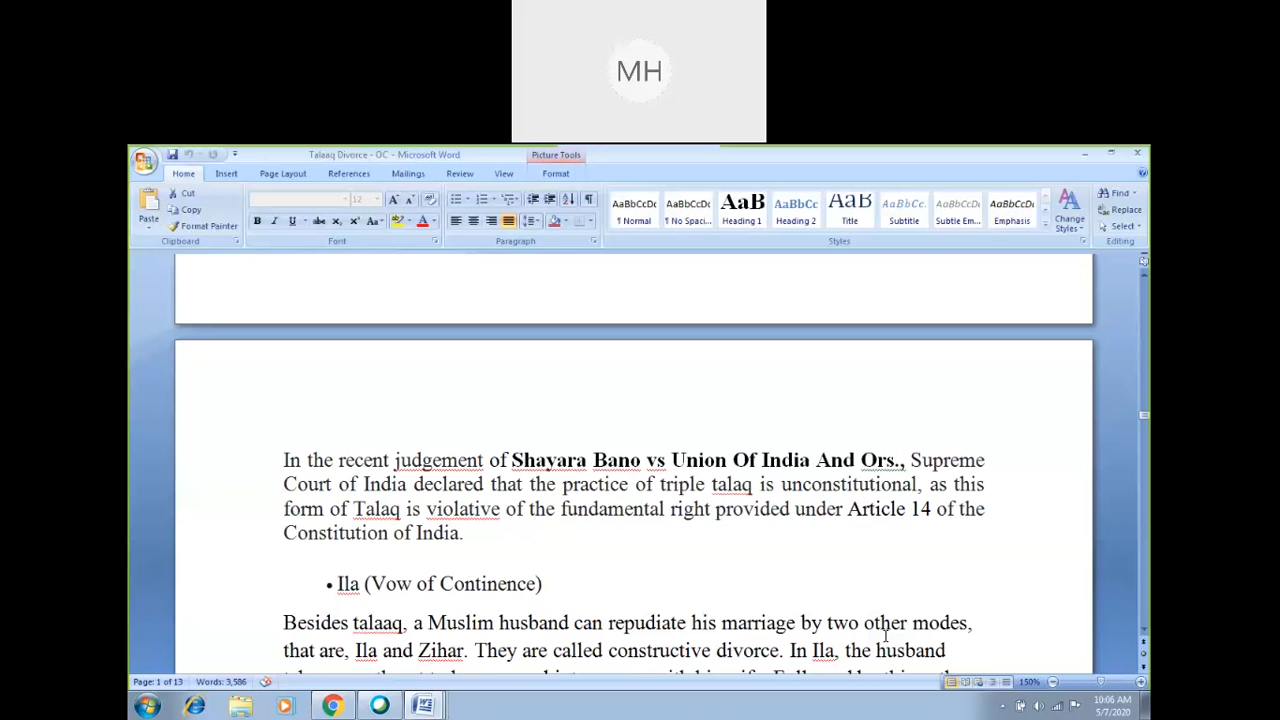 MH
Talaaq Divorce - OC - Microsoft Word
Picture Tools
Home Insert Page Layout References Mailings Review View Format
Paste
Cut
Copy
Format Painter
Clipboard
12
Font
Paragraph
AaBbCcDc AaBbCcDc AaB AaBbCc AaBb AaBbCc AaBbCcDc AaBbCcDc
¶ Normal ¶ No Spaci... Heading 1 Heading 2 Title Subtitle Subtle Em... Emphasis
Change Styles
Styles
Find
Replace
Select
Editing
In the recent judgement of Shayara Bano vs Union Of India And Ors., Supreme
Court of India declared that the practice of triple talaq is unconstitutional, as this
form of Talaq is violative of the fundamental right provided under Article 14 of the
Constitution of India.
• Ila (Vow of Continence)
Besides talaaq, a Muslim husband can repudiate his marriage by two other modes,
that are, Ila and Zihar. They are called constructive divorce. In Ila, the husband
Page: 1 of 13 Words: 3,586 150%
10:06 AM
5/7/2020